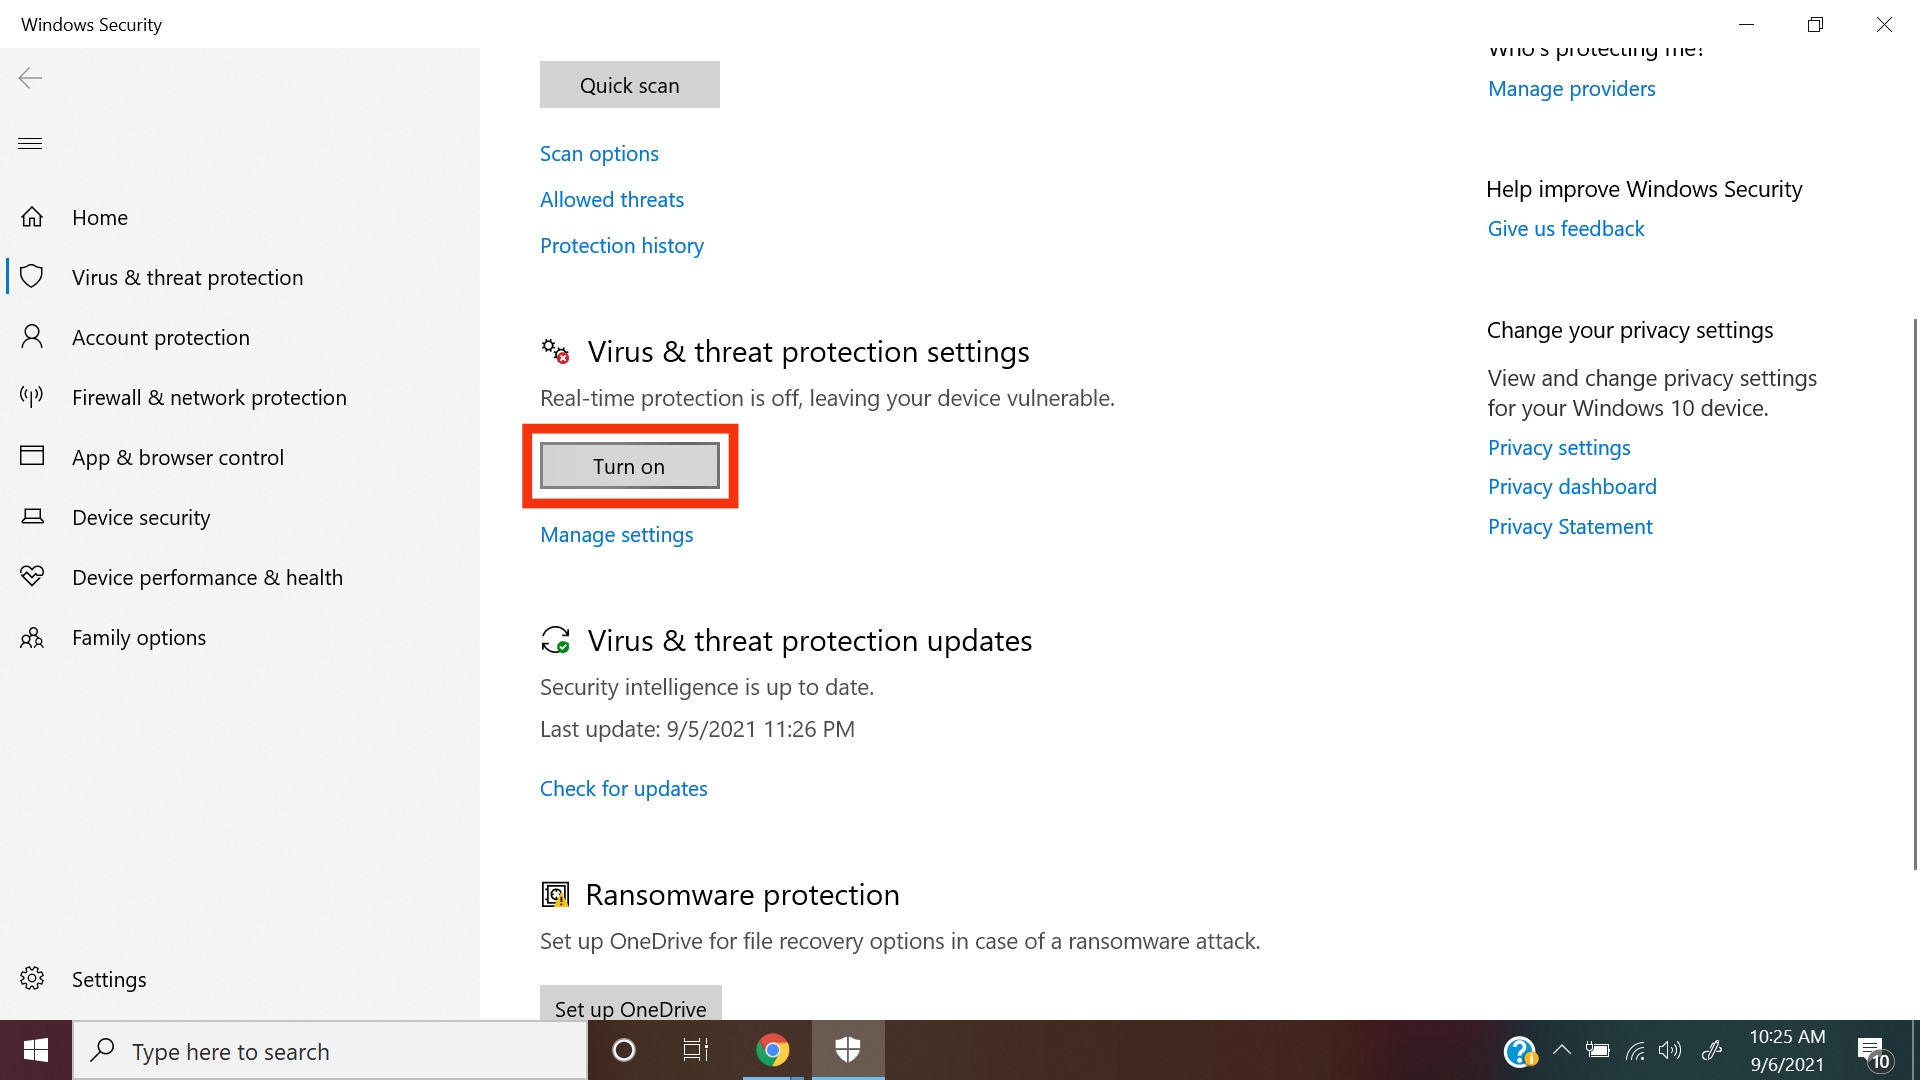 Windows Security
Home
Virus & threat protection
Account protection
Firewall & network protection
App & browser control
Device security
Device performance & health
Family options
Settings
Quick scan
Scan options
Allowed threats
Protection history
Virus & threat protection settings
Real-time protection is off, leaving your device vulnerable.
Turn on
Manage settings
Virus & threat protection updates
Security intelligence is up to date.
Last update: 9/5/2021 11:26 PM
Check for updates
Ransomware protection
Set up OneDrive for file recovery options in case of a ransomware attack.
Set up OneDrive
Who's protecting me?
Manage providers
Help improve Windows Security
Give us feedback
Change your privacy settings
View and change privacy settings
for your Windows 10 device.
Privacy settings
Privacy dashboard
Privacy Statement
Type here to search
10:25 AM
9/6/2021
10